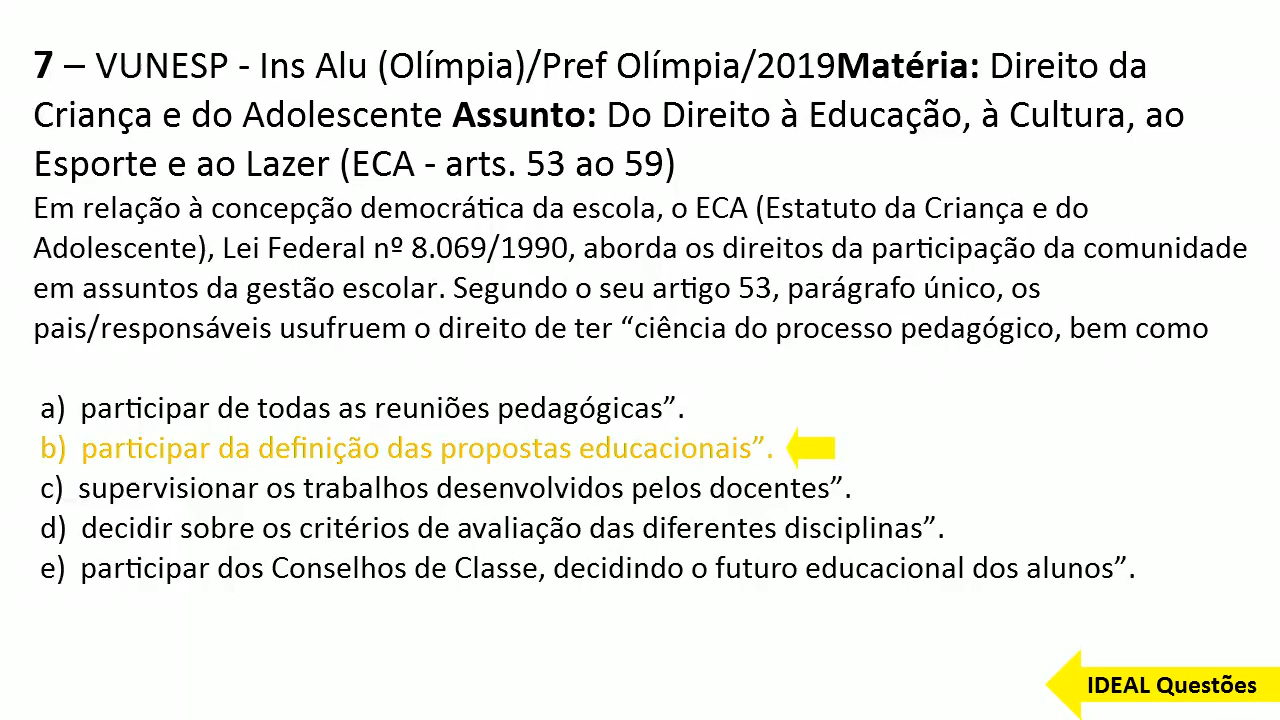 7 – VUNESP - Ins Alu (Olímpia)/Pref Olímpia/2019Matéria: Direito da
Criança e do Adolescente Assunto: Do Direito à Educação, à Cultura, ao
Esporte e ao Lazer (ECA - arts. 53 ao 59)
Em relação à concepção democrática da escola, o ECA (Estatuto da Criança e do
Adolescente), Lei Federal nº 8.069/1990, aborda os direitos da participação da comunidade
em assuntos da gestão escolar. Segundo o seu artigo 53, parágrafo único, os
pais/responsáveis usufruem o direito de ter “ciência do processo pedagógico, bem como
a) participar de todas as reuniões pedagógicas”.
b) participar da definição das propostas educacionais”.
c) supervisionar os trabalhos desenvolvidos pelos docentes”.
d) decidir sobre os critérios de avaliação das diferentes disciplinas”.
e) participar dos Conselhos de Classe, decidindo o futuro educacional dos alunos”.
IDEAL Questões